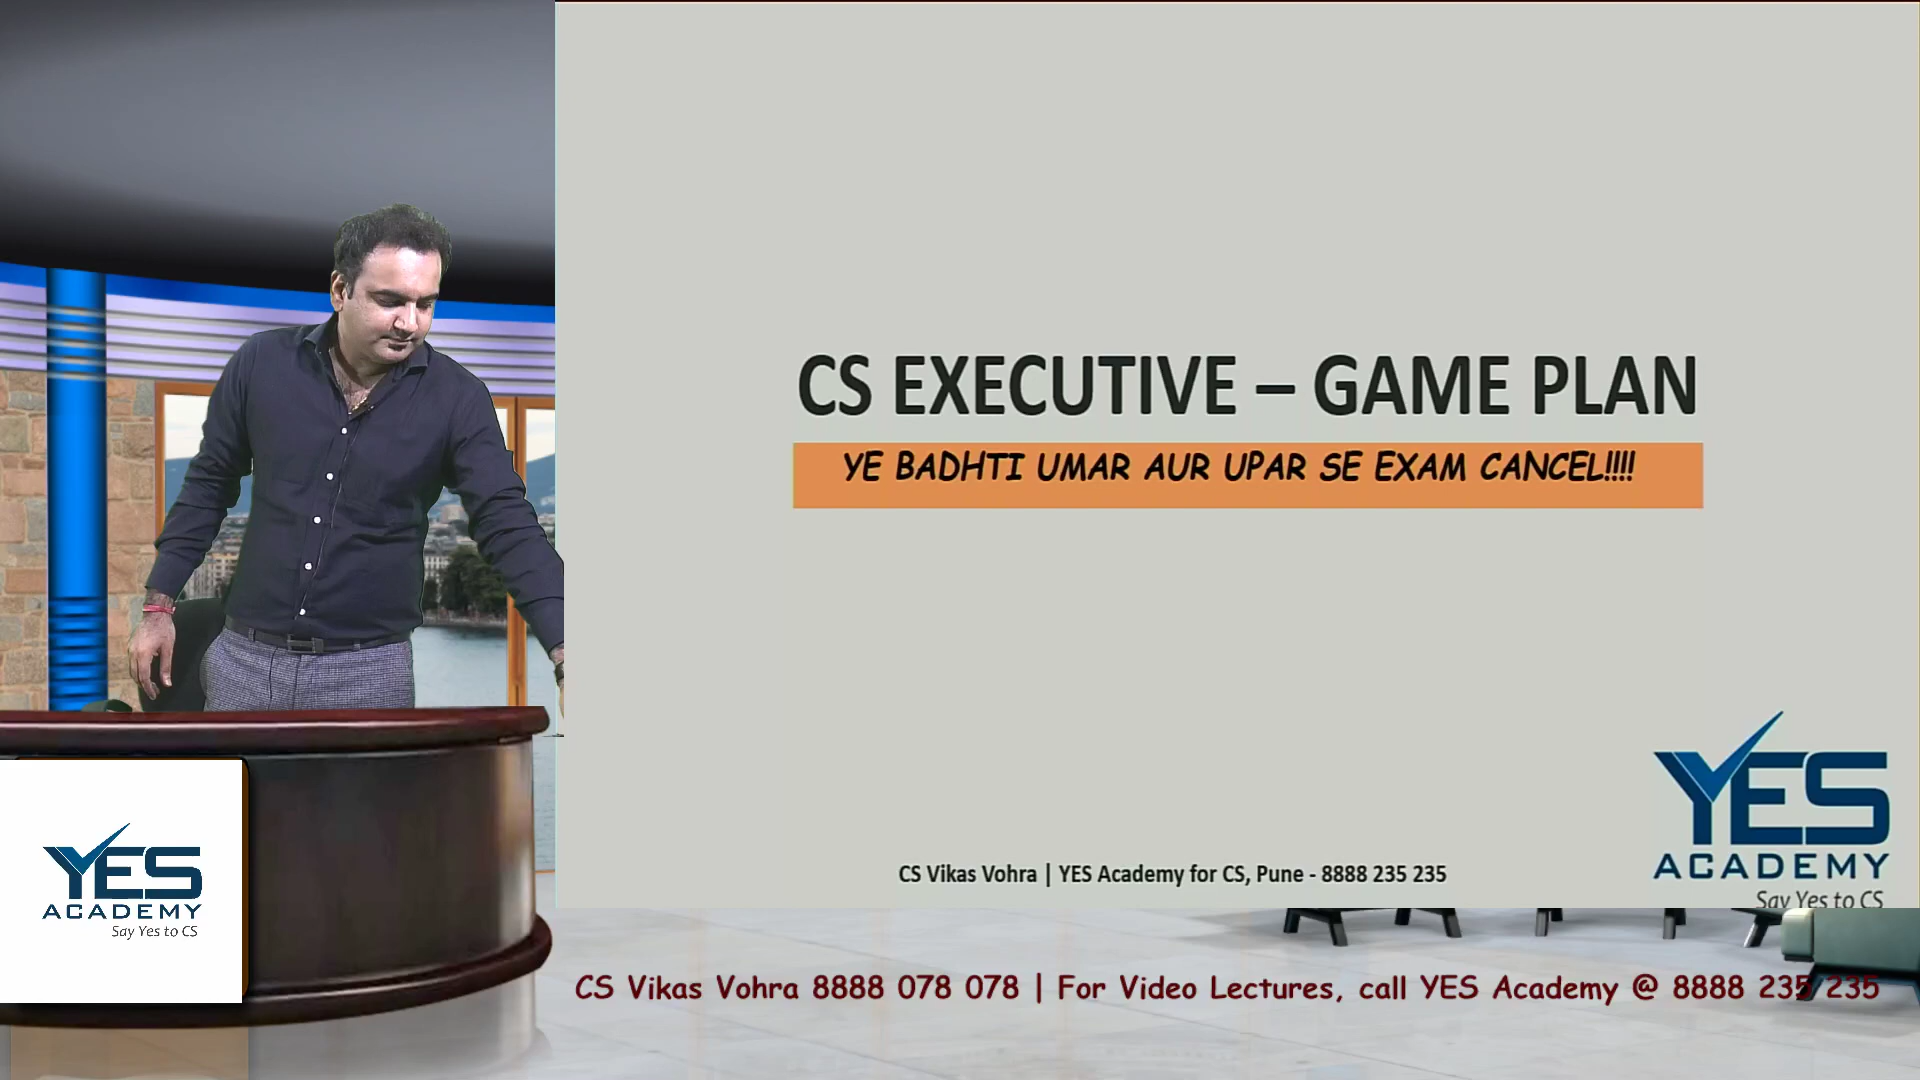 CS EXECUTIVE – GAME PLAN
YE BADHTI UMAR AUR UPAR SE EXAM CANCEL!!!!
YES
ACADEMY
Say Yes to CS
CS Vikas Vohra | YES Academy for CS, Pune - 8888 235 235
YES
ACADEMY
Say Yes to CS
CS Vikas Vohra 8888 078 078 | For Video Lectures, call YES Academy @ 8888 235 235